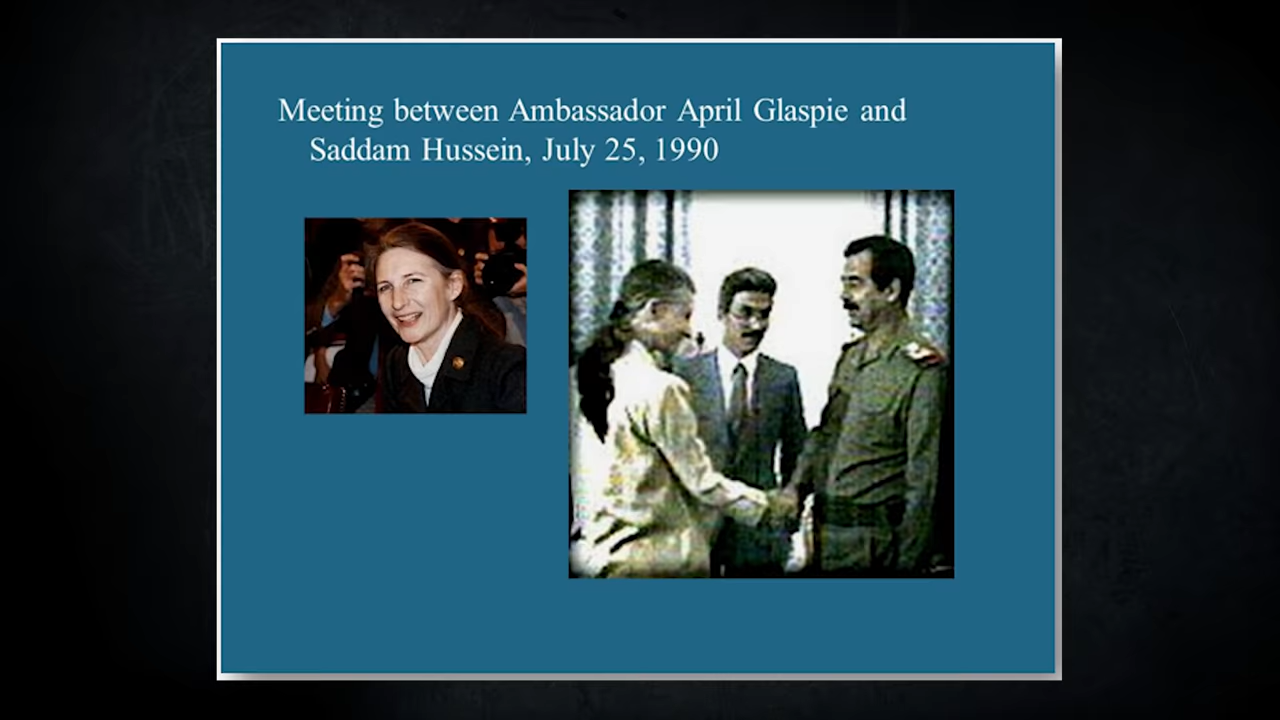 Meeting between Ambassador April Glaspie and
Saddam Hussein, July 25, 1990